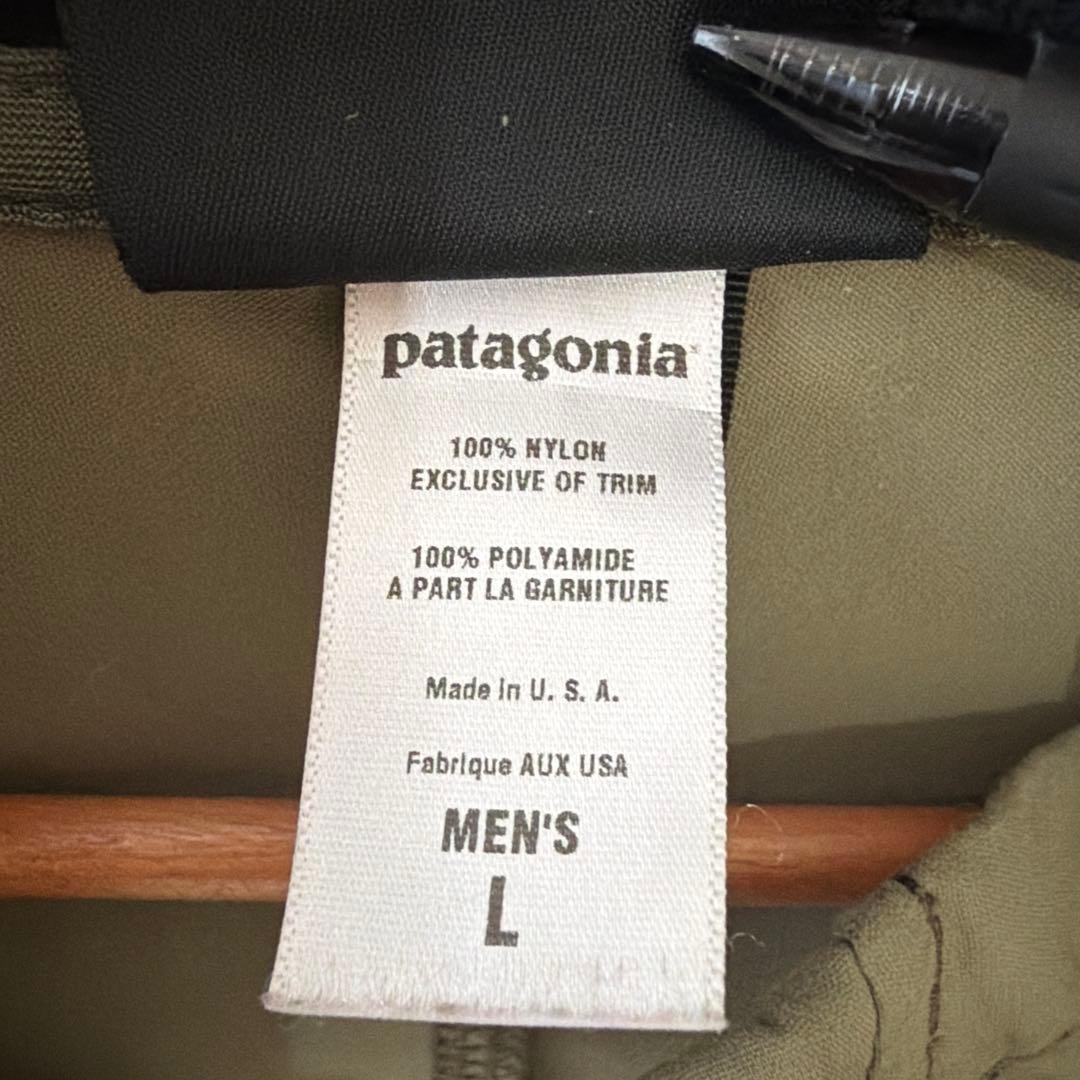 patagonia
100% NYLON
EXCLUSIVE OF TRIM
100% POLYAMIDE
A PART LA GARNITURE
Made in U. S. A.
Fabrique AUX USA
MEN'S
L